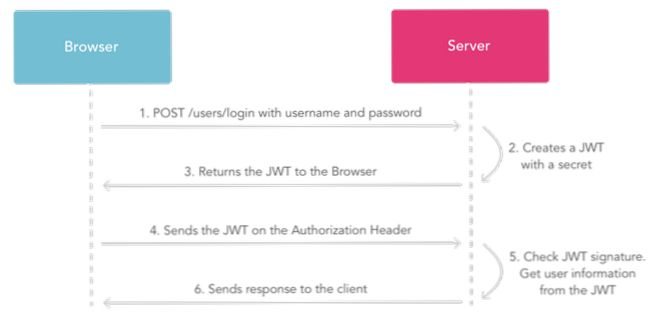 Browser
Server
1. POST /users/login with username and password
2. Creates a JWT
with a secret
3. Returns the JWT to the Browser
4. Sends the JWT on the Authorization Header
5. Check JWT signature.
Get user information
from the JWT
6. Sends response to the client